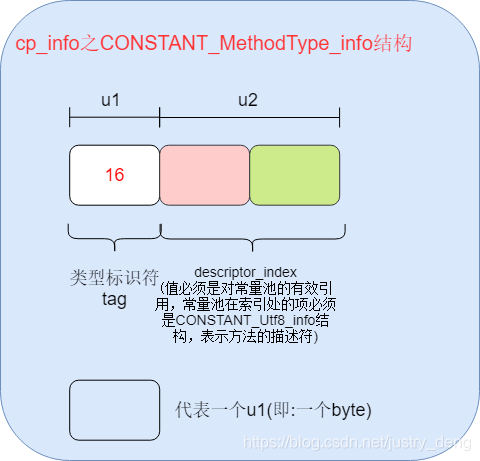 cp_info之CONSTANT_MethodType_info结构
u1 u2
16
类型标识符
tag
descriptor_index
(值必须是对常量池的有效引
用，常量池在索引处的项必须
是CONSTANT_Utf8_info结
构，表示方法的描述符)
代表一个u1(即:一个byte)
https://blog.csdn.net/justry_deng